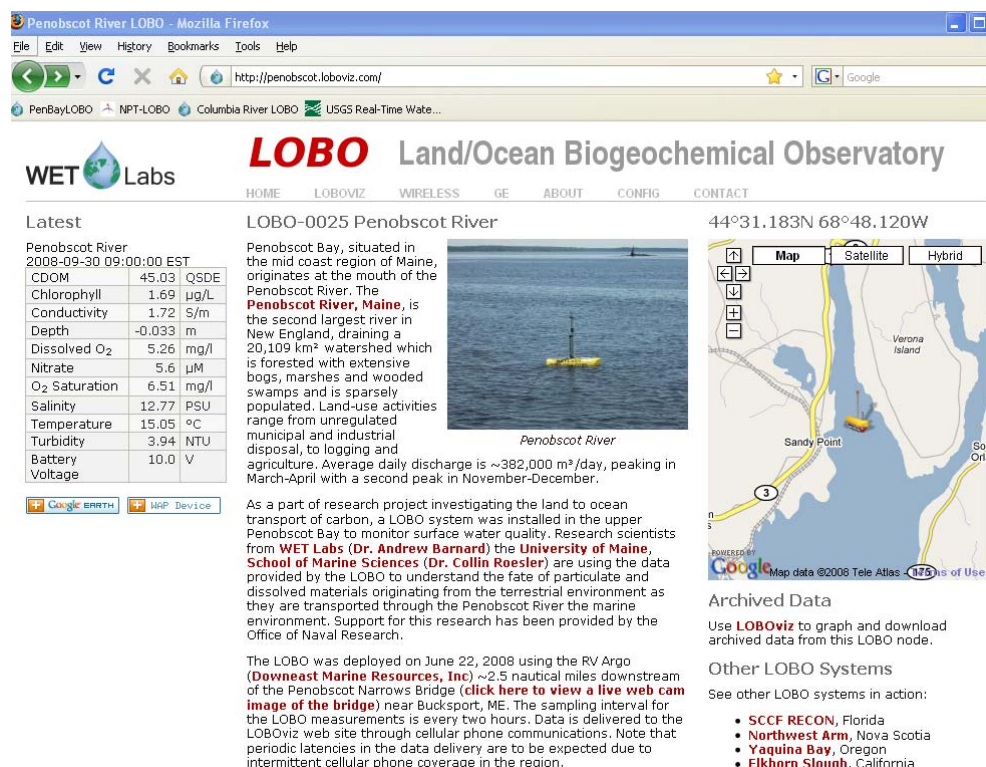 Penobscot River LOBO - Mozilla Firefox
File Edit View History Bookmarks Tools Help
http://penobscot.loboviz.com/
G Google
PenBayLOBO NPT-LOBO Columbia River LOBO USGS Real-Time Wate...
WET Labs
LOBO Land/Ocean Biogeochemical Observatory
HOME LOBOVIZ WIRELESS GE ABOUT CONFIG CONTACT
Latest
Penobscot River
2008-09-30 09:00:00 EST
CDOM 45.03 QSDE
Chlorophyll 1.69 µg/L
Conductivity 1.72 S/m
Depth -0.033 m
Dissolved O₂ 5.26 mg/l
Nitrate 5.6 µM
O₂ Saturation 6.51 mg/l
Salinity 12.77 PSU
Temperature 15.05 °C
Turbidity 3.94 NTU
Battery Voltage 10.0 V
Google EARTH WAP Device
LOBO-0025 Penobscot River
Penobscot Bay, situated in
the mid coast region of Maine,
originates at the mouth of the
Penobscot River. The
Penobscot River, Maine, is
the second largest river in
New England, draining a
20,109 km² watershed which
is forested with extensive
bogs, marshes and wooded
swamps and is sparsely
populated. Land-use activities
range from unregulated
municipal and industrial
disposal, to logging and
agriculture. Average daily discharge is ~382,000 m³/day, peaking in
March-April with a second peak in November-December.
Penobscot River
As a part of research project investigating the land to ocean
transport of carbon, a LOBO system was installed in the upper
Penobscot Bay to monitor surface water quality. Research scientists
from WET Labs (Dr. Andrew Barnard) the University of Maine,
School of Marine Sciences (Dr. Collin Roesler) are using the data
provided by the LOBO to understand the fate of particulate and
dissolved materials originating from the terrestrial environment as
they are transported through the Penobscot River the marine
environment. Support for this research has been provided by the
Office of Naval Research.
The LOBO was deployed on June 22, 2008 using the RV Argo
(Downeast Marine Resources, Inc) ~2.5 nautical miles downstream
of the Penobscot Narrows Bridge (click here to view a live web cam
image of the bridge) near Bucksport, ME. The sampling interval for
the LOBO measurements is every two hours. Data is delivered to the
LOBOviz web site through cellular phone communications. Note that
periodic latencies in the data delivery are to be expected due to
intermittent cellular phone coverage in the region.
44°31.183N 68°48.120W
Map Satellite Hybrid
Verona
Island
Sandy Point
So
Orl
3
POWERED BY
Google Map data ©2008 Tele Atlas - Terms of Use
175
Archived Data
Use LOBOviz to graph and download
archived data from this LOBO node.
Other LOBO Systems
See other LOBO systems in action:
• SCCF RECON, Florida
• Northwest Arm, Nova Scotia
• Yaquina Bay, Oregon
• Elkhorn Slough, California